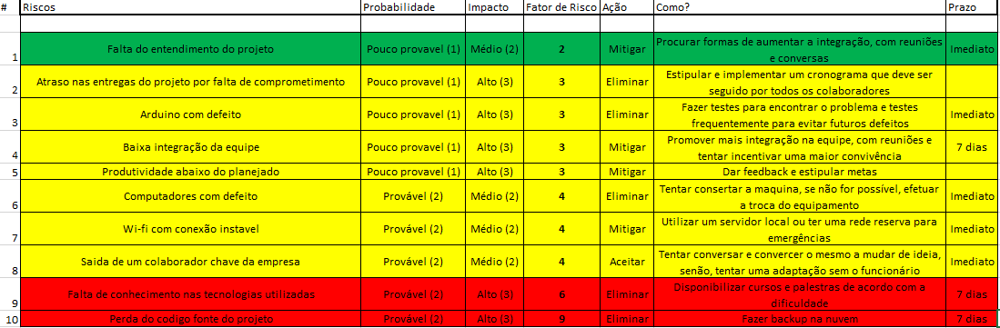 # Riscos Probabilidade Impacto Fator de Risco Ação Como? Prazo
1 Falta do entendimento do projeto Pouco provavel (1) Médio (2) 2 Mitigar Procurar formas de aumentar a integração, com reuniões e conversas Imediato
2 Atraso nas entregas do projeto por falta de comprometimento Pouco provavel (1) Alto (3) 3 Eliminar Estipular e implementar um cronograma que deve ser seguido por todos os colaboradores
3 Arduino com defeito Pouco provavel (1) Alto (3) 3 Eliminar Fazer testes para encontrar o problema e testes frequentemente para evitar futuros defeitos Imediato
4 Baixa integração da equipe Pouco provavel (1) Alto (3) 3 Mitigar Promover mais integração na equipe, com reuniões e tentar incentivar uma maior convivência 7 dias
5 Produtividade abaixo do planejado Pouco provavel (1) Alto (3) 3 Mitigar Dar feedback e estipular metas
6 Computadores com defeito Provável (2) Médio (2) 4 Eliminar Tentar consertar a maquina, se não for possível, efetuar a troca do equipamento Imediato
7 Wi-fi com conexão instavel Provável (2) Médio (2) 4 Mitigar Utilizar um servidor local ou ter uma rede reserva para emergências Imediato
8 Saida de um colaborador chave da empresa Provável (2) Médio (2) 4 Aceitar Tentar conversar e convercer o mesmo a mudar de ideia, senão, tentar uma adaptação sem o funcionário Imediato
9 Falta de conhecimento nas tecnologias utilizadas Provável (2) Alto (3) 6 Eliminar Disponibilizar cursos e palestras de acordo com a dificuldade 7 dias
10 Perda do codigo fonte do projeto Provável (2) Alto (3) 9 Eliminar Fazer backup na nuvem 7 dias